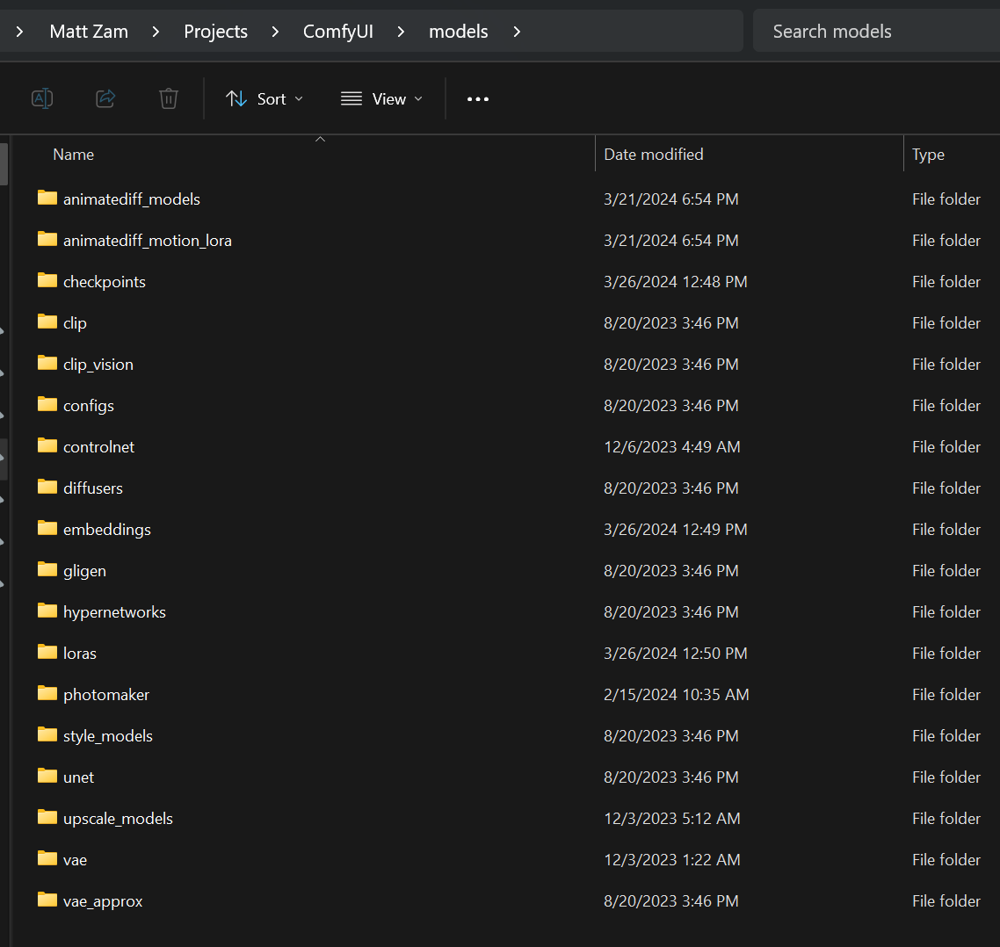 Matt Zam > Projects > ComfyUI > models > Search models
Sort View ...
Name Date modified Type
animatediff_models 3/21/2024 6:54 PM File folder
animatediff_motion_lora 3/21/2024 6:54 PM File folder
checkpoints 3/26/2024 12:48 PM File folder
clip 8/20/2023 3:46 PM File folder
clip_vision 8/20/2023 3:46 PM File folder
configs 8/20/2023 3:46 PM File folder
controlnet 12/6/2023 4:49 AM File folder
diffusers 8/20/2023 3:46 PM File folder
embeddings 3/26/2024 12:49 PM File folder
gligen 8/20/2023 3:46 PM File folder
hypernetworks 8/20/2023 3:46 PM File folder
loras 3/26/2024 12:50 PM File folder
photomaker 2/15/2024 10:35 AM File folder
style_models 8/20/2023 3:46 PM File folder
unet 8/20/2023 3:46 PM File folder
upscale_models 12/3/2023 5:12 AM File folder
vae 12/3/2023 1:22 AM File folder
vae_approx 8/20/2023 3:46 PM File folder